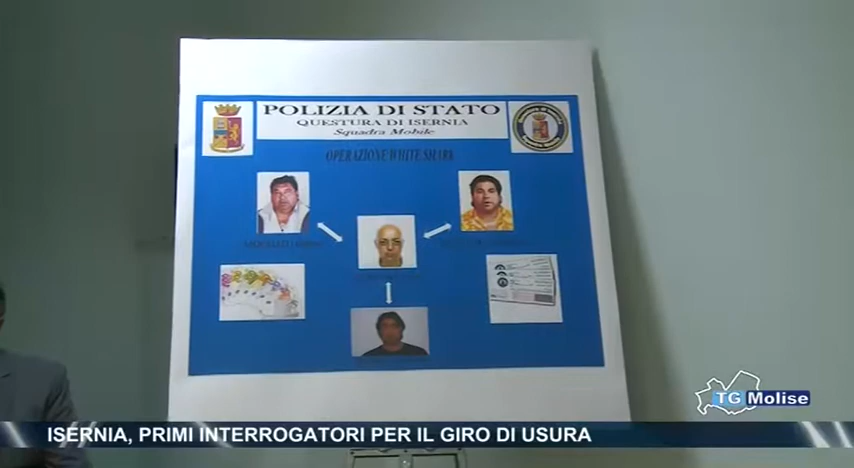 POLIZIA DI STATO
QUESTURA DI ISERNIA
Squadra Mobile
OPERAZIONE WHITE SHARK
TG Molise
ISERNIA, PRIMI INTERROGATORI PER IL GIRO DI USURA